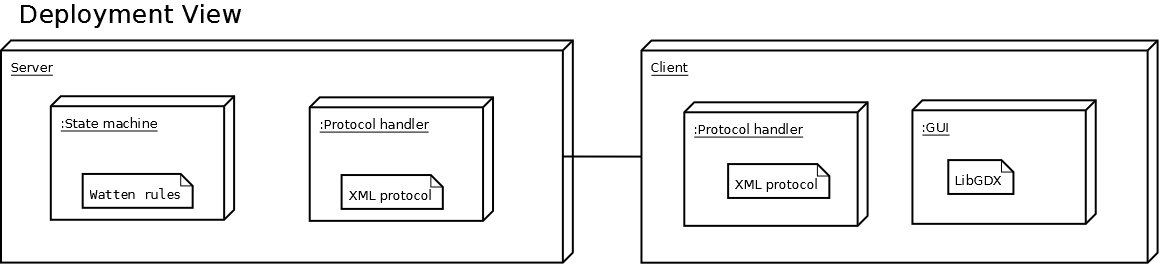 Deployment View
Server
:State machine
Watten rules
:Protocol handler
XML protocol
Client
:Protocol handler
XML protocol
:GUI
LibGDX